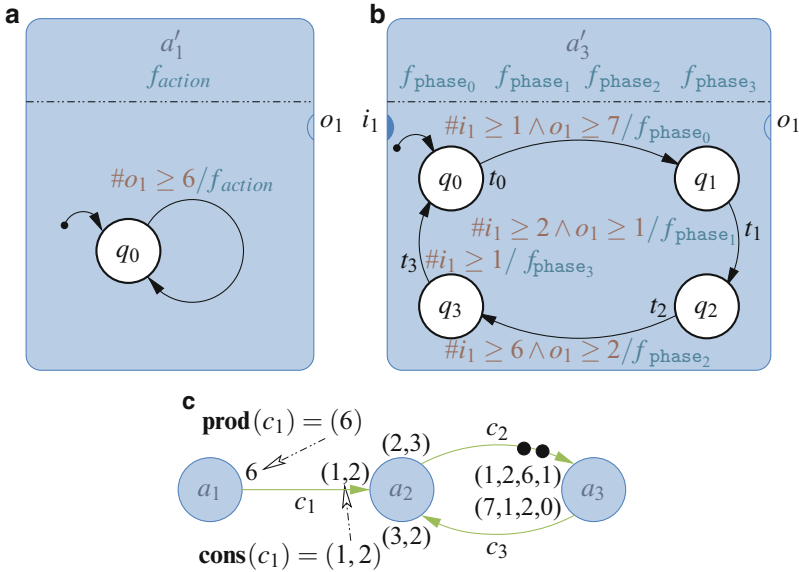 a
a′₁
f_action
o₁
#o₁ ≥ 6/f_action
q₀
b
a′₃
f_phase₀ f_phase₁ f_phase₂ f_phase₃
i₁
o₁
#i₁ ≥ 1 ∧ o₁ ≥ 7/f_phase₀
q₀
t₀
q₁
#i₁ ≥ 2 ∧ o₁ ≥ 1/f_phase₁
t₁
t₃
#i₁ ≥ 1/ f_phase₃
q₃
t₂
q₂
#i₁ ≥ 6 ∧ o₁ ≥ 2/f_phase₂
c
prod(c₁) = (6)
a₁
6
c₁
(1,2)
cons(c₁) = (1,2)
(2,3)
a₂
(3,2)
c₂
(1,2,6,1)
(7,1,2,0)
a₃
c₃